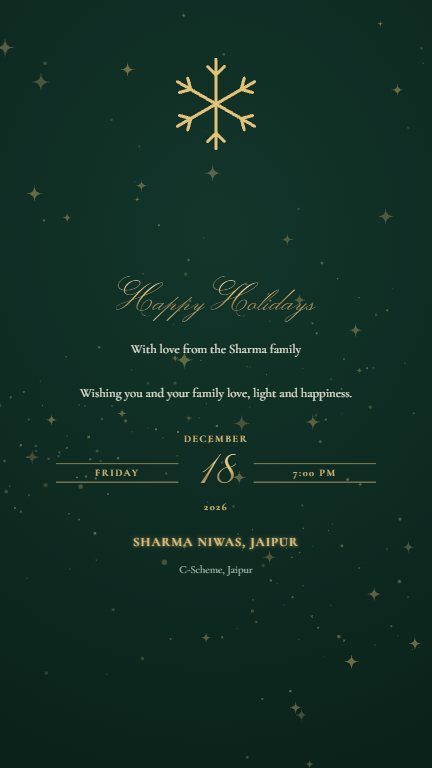 Happy Holidays
With love from the Sharma family
Wishing you and your family love, light and happiness.
DECEMBER
FRIDAY 18 7:00 PM
2026
SHARMA NIWAS, JAIPUR
C-Scheme, Jaipur